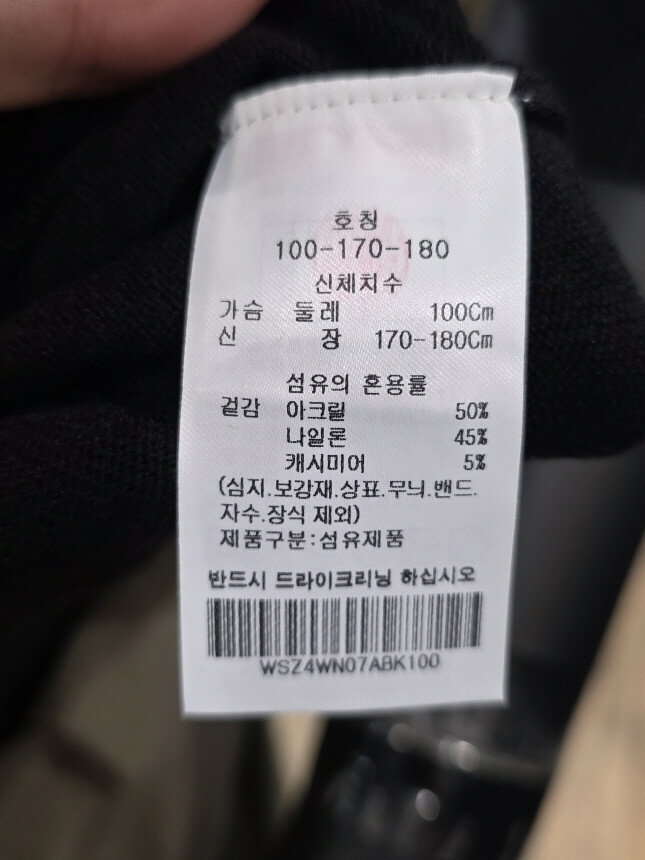 호칭
100-170-180
신체치수
가슴 둘레 100Cm
신 장 170-180Cm
섬유의 혼용률
겉감 아크릴 50%
나일론 45%
캐시미어 5%
(심지.보강재.상표.무늬.밴드.
자수.장식 제외)
제품구분:섬유제품
반드시 드라이크리닝 하십시오
WSZ4WN07ABK100